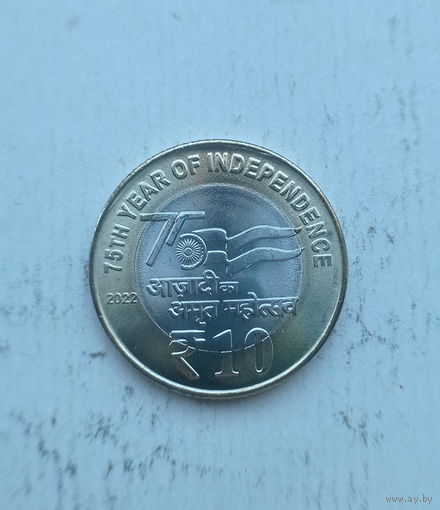 75TH YEAR OF INDEPENDENCE
75
आज़ादी का
अमृत महोत्सव
2022
₹ 10
www.ay.by